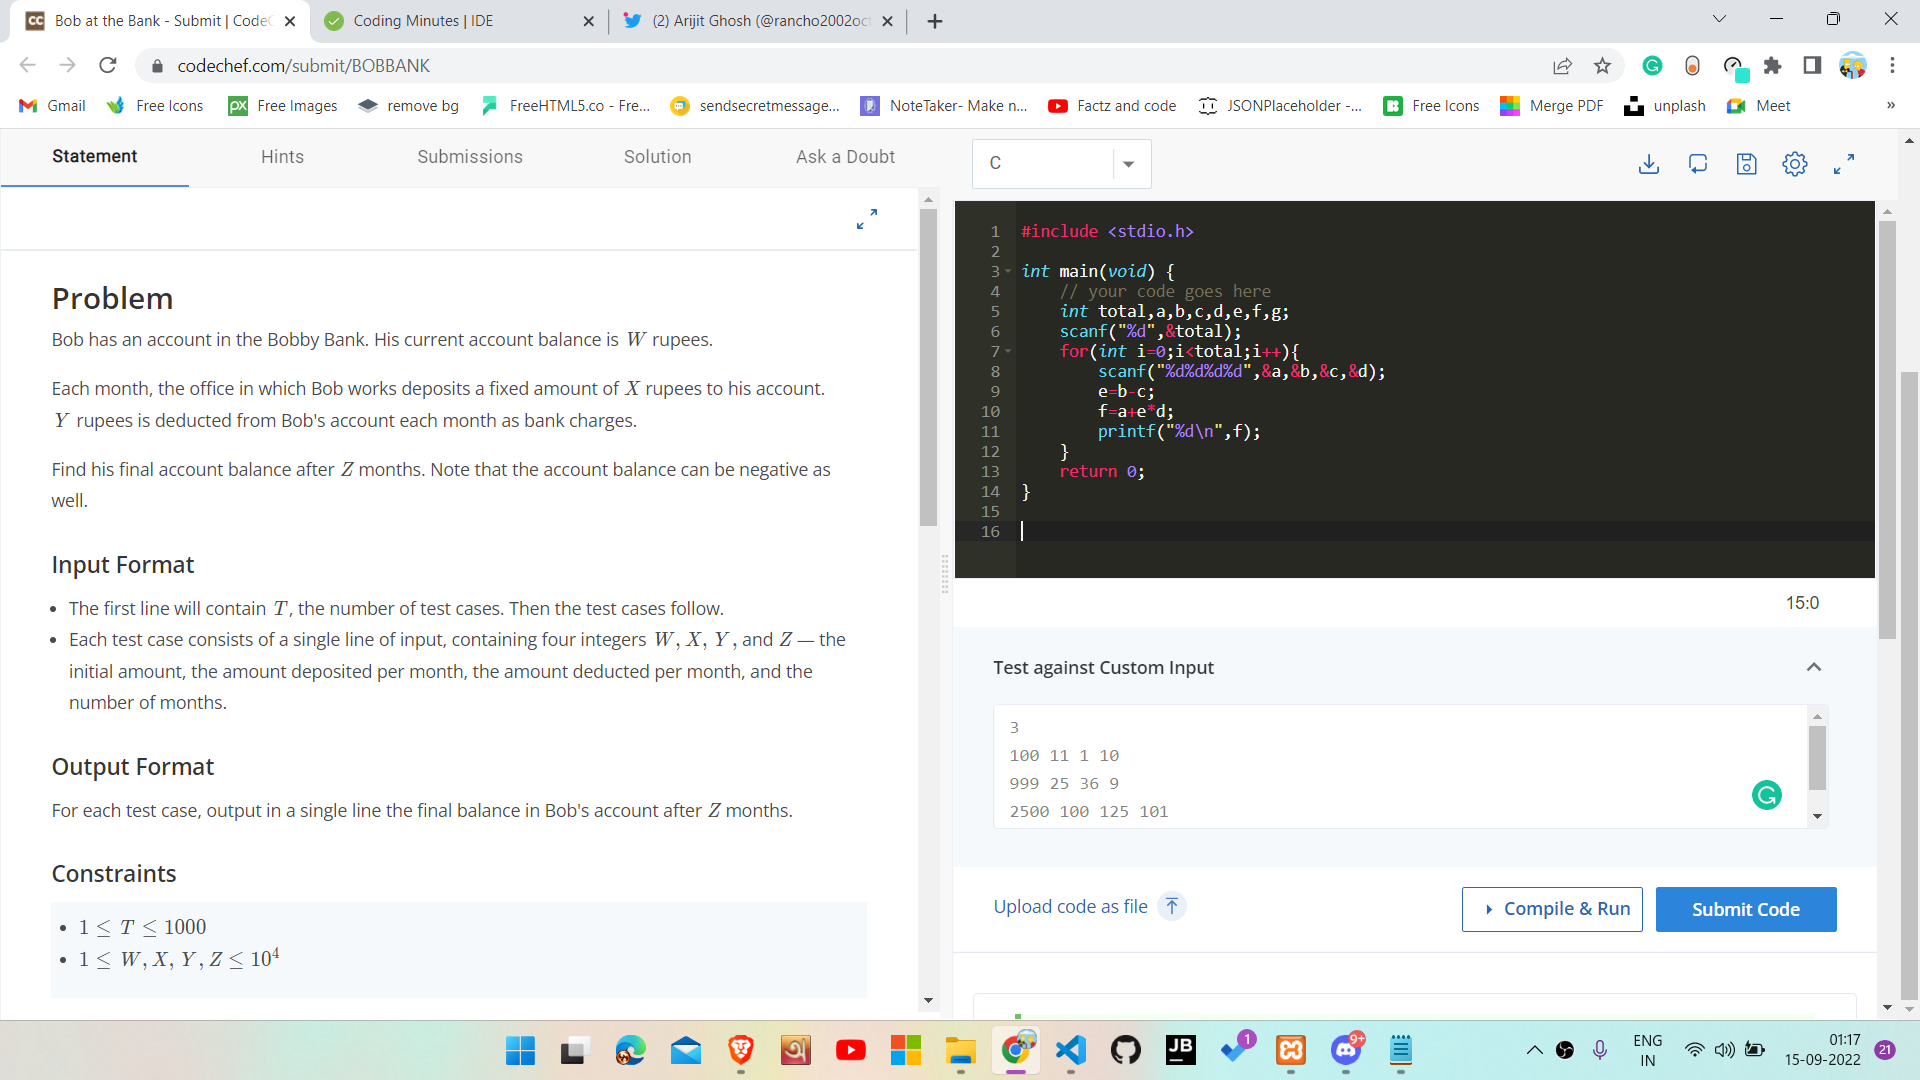 Bob at the Bank - Submit | CodeC
Coding Minutes | IDE
(2) Arijit Ghosh (@rancho2002oct
codechef.com/submit/BOBBANK
Gmail
Free Icons
Free Images
remove bg
FreeHTML5.co - Fre...
sendsecretmessage...
NoteTaker- Make n...
Factz and code
JSONPlaceholder -...
Free Icons
Merge PDF
unplash
Meet
»
Statement
Hints
Submissions
Solution
Ask a Doubt
C
Problem
Bob has an account in the Bobby Bank. His current account balance is W rupees.
Each month, the office in which Bob works deposits a fixed amount of X rupees to his account.
Y rupees is deducted from Bob's account each month as bank charges.
Find his final account balance after Z months. Note that the account balance can be negative as
well.
Input Format
• The first line will contain T, the number of test cases. Then the test cases follow.
• Each test case consists of a single line of input, containing four integers W, X, Y, and Z — the
initial amount, the amount deposited per month, the amount deducted per month, and the
number of months.
Output Format
For each test case, output in a single line the final balance in Bob's account after Z months.
Constraints
• 1 ≤ T ≤ 1000
• 1 ≤ W, X, Y, Z ≤ 10⁴
1 #include <stdio.h>
2
3 int main(void) {
4 // your code goes here
5 int total,a,b,c,d,e,f,g;
6 scanf("%d",&total);
7 for(int i=0;i<total;i++){
8 scanf("%d%d%d%d",&a,&b,&c,&d);
9 e=b-c;
10 f=a+e*d;
11 printf("%d\n",f);
12 }
13 return 0;
14 }
15
16
15:0
Test against Custom Input
3
100 11 1 10
999 25 36 9
2500 100 125 101
Upload code as file
Compile & Run
Submit Code
1
9+
ENG
IN
01:17
15-09-2022
21